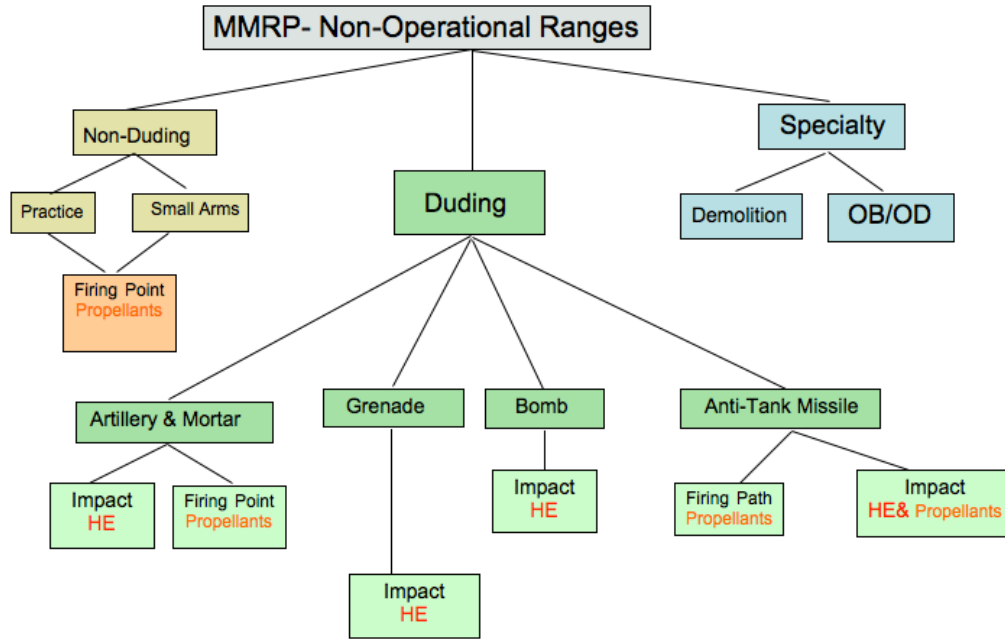 MMRP- Non-Operational Ranges
Non-Duding
Specialty
Practice
Small Arms
Duding
Demolition
OB/OD
Firing Point
Propellants
Artillery & Mortar
Grenade
Bomb
Anti-Tank Missile
Impact
HE
Firing Point
Propellants
Impact
HE
Firing Path
Propellants
Impact
HE& Propellants
Impact
HE